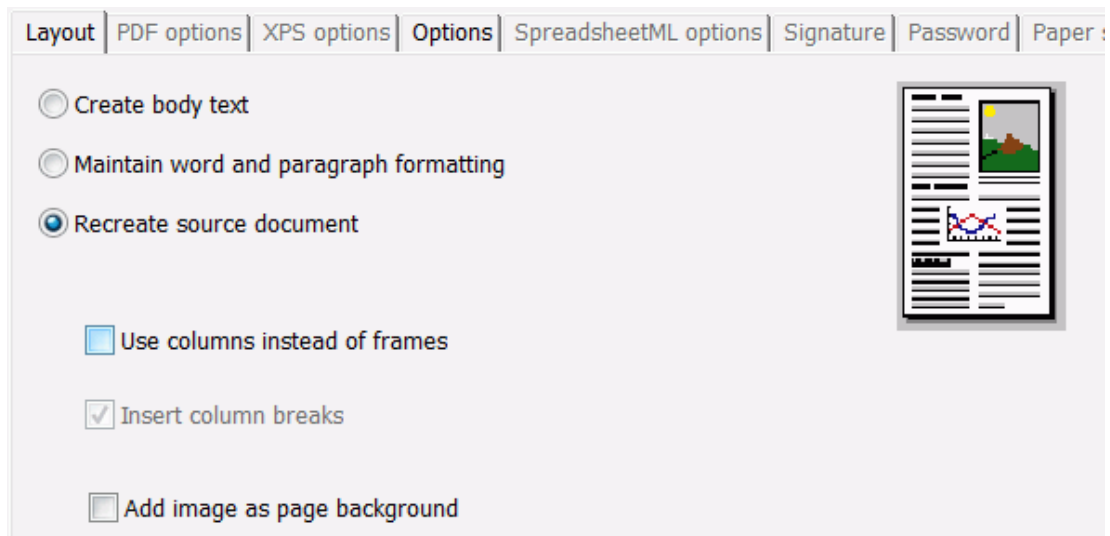 Layout PDF options XPS options Options SpreadsheetML options Signature Password Paper
Create body text
Maintain word and paragraph formatting
Recreate source document
Use columns instead of frames
Insert column breaks
Add image as page background